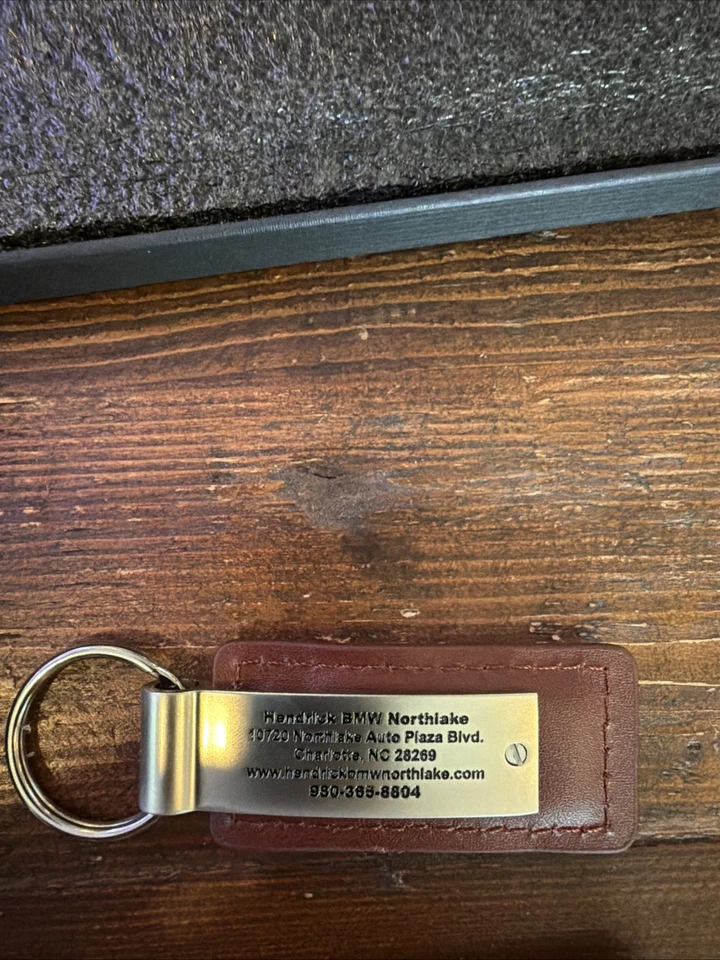 Hendrick BMW Northlake
10720 Northlake Auto Plaza Blvd.
Charlotte, NC 28269
www.hendrickbmwnorthlake.com
980-365-8804